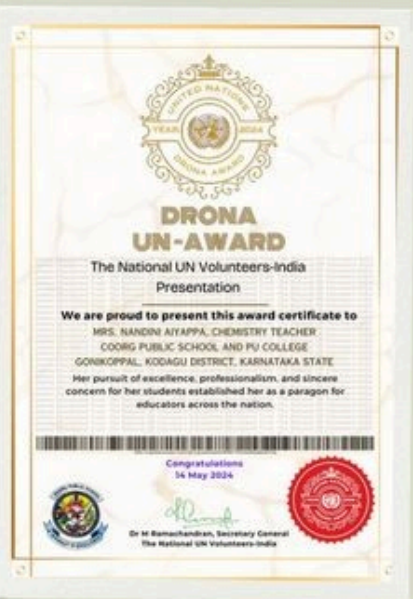 UNITED NATIONS
YEAR 2024
DRONA AWARD
DRONA
UN-AWARD
The National UN Volunteers-India
Presentation
We are proud to present this award certificate to
MRS. NANDINI AIYAPPA, CHEMISTRY TEACHER
COORG PUBLIC SCHOOL AND PU COLLEGE
GONIKOPPAL, KODAGU DISTRICT, KARNATAKA STATE
Her pursuit of excellence, professionalism, and sincere
concern for her students established her as a paragon for
educators across the nation.
Congratulations
14 May 2024
Dr M Ramachandran, Secretary General
The National UN Volunteers-India